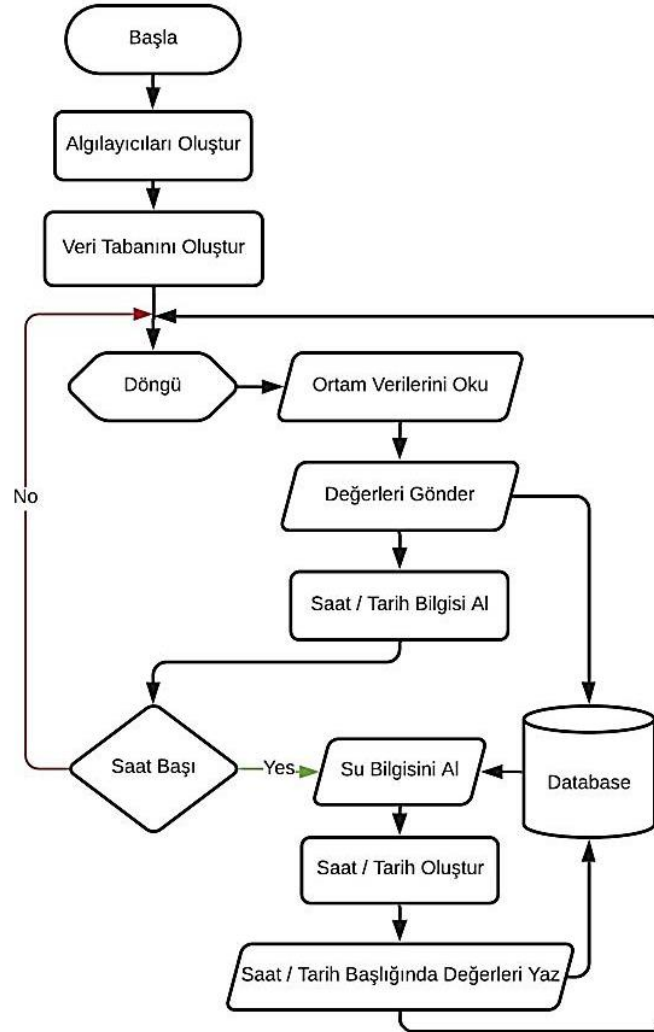 Başla
Algılayıcıları Oluştur
Veri Tabanını Oluştur
Döngü
Ortam Verilerini Oku
No
Değerleri Gönder
Saat / Tarih Bilgisi Al
Saat Başı
Yes
Su Bilgisini Al
Database
Saat / Tarih Oluştur
Saat / Tarih Başlığında Değerleri Yaz